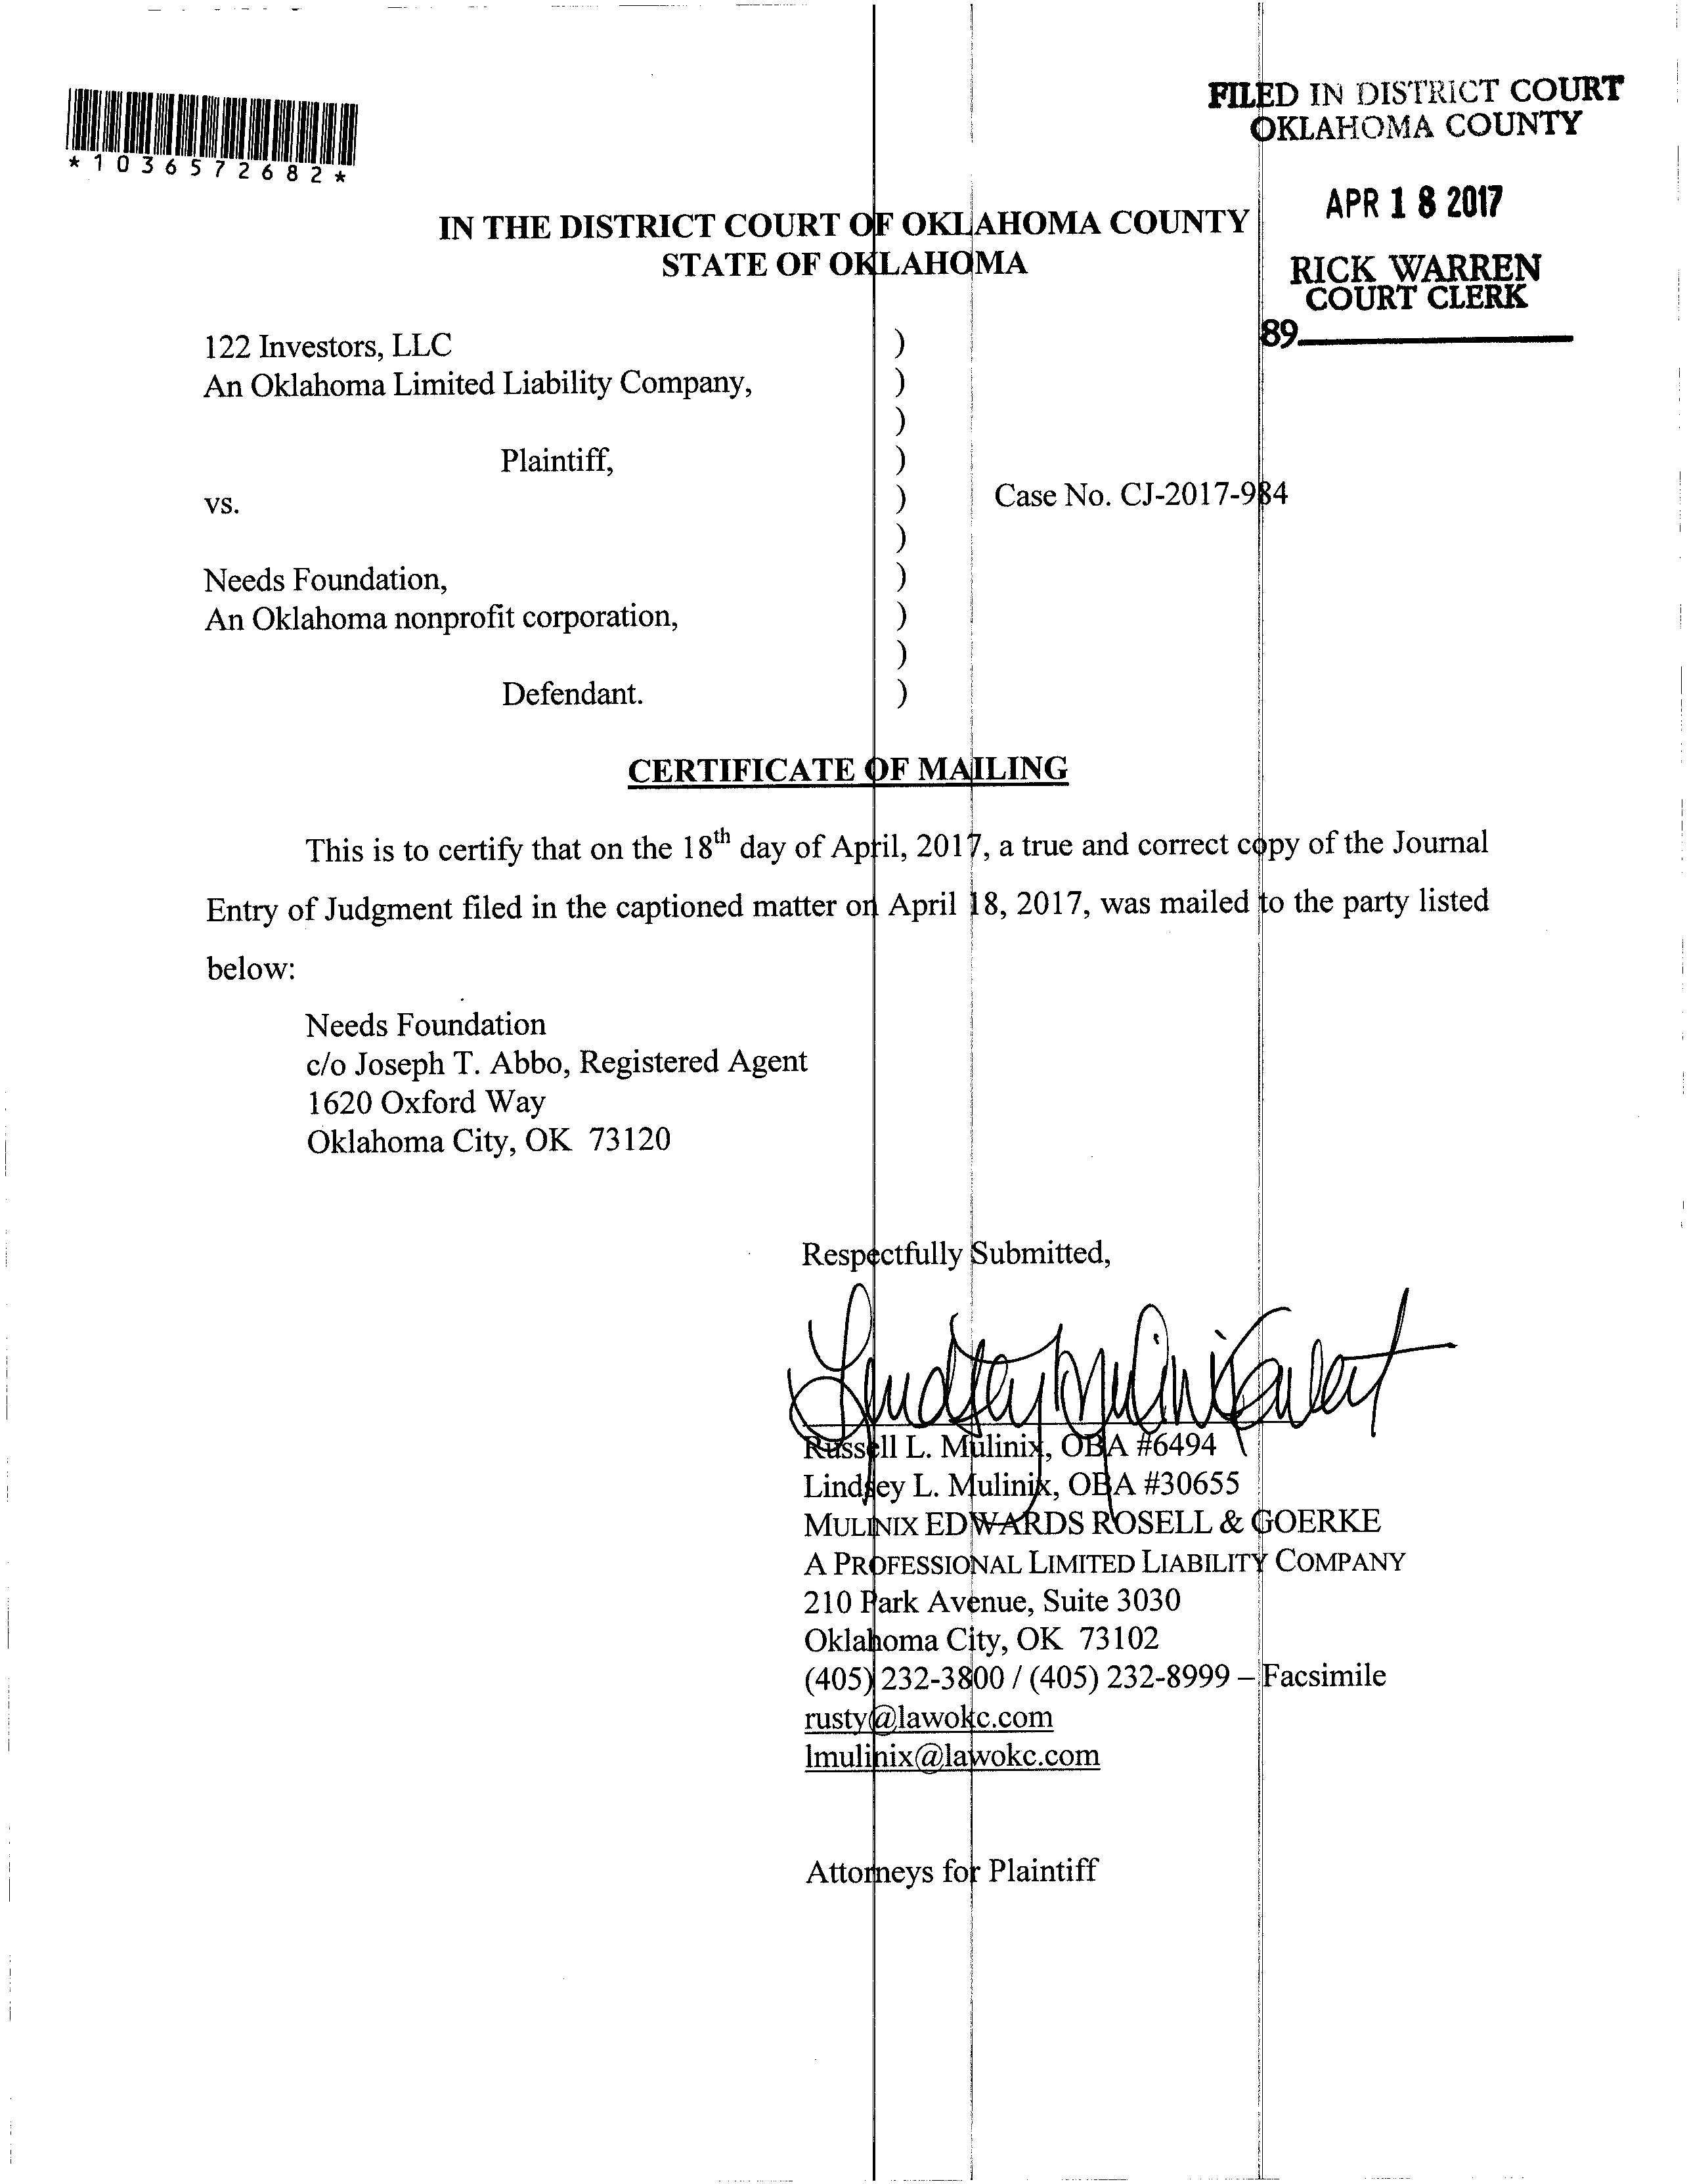 FILED IN DISTRICT COURT
OKLAHOMA COUNTY
*1036572682*
APR 18 2017
IN THE DISTRICT COURT OF OKLAHOMA COUNTY
STATE OF OKLAHOMA
RICK WARREN
COURT CLERK
89
122 Investors, LLC )
An Oklahoma Limited Liability Company, )
)
Plaintiff, )
vs. ) Case No. CJ-2017-984
)
Needs Foundation, )
An Oklahoma nonprofit corporation, )
)
Defendant. )
CERTIFICATE OF MAILING
This is to certify that on the 18th day of April, 2017, a true and correct copy of the Journal
Entry of Judgment filed in the captioned matter on April 18, 2017, was mailed to the party listed
below:
Needs Foundation
c/o Joseph T. Abbo, Registered Agent
1620 Oxford Way
Oklahoma City, OK 73120
Respectfully Submitted,
Russell L. Mulinix, OBA #6494
Lindsey L. Mulinix, OBA #30655
MULINIX EDWARDS ROSELL & GOERKE
A PROFESSIONAL LIMITED LIABILITY COMPANY
210 Park Avenue, Suite 3030
Oklahoma City, OK 73102
(405) 232-3800 / (405) 232-8999 – Facsimile
rusty@lawokc.com
lmulinix@lawokc.com
Attorneys for Plaintiff